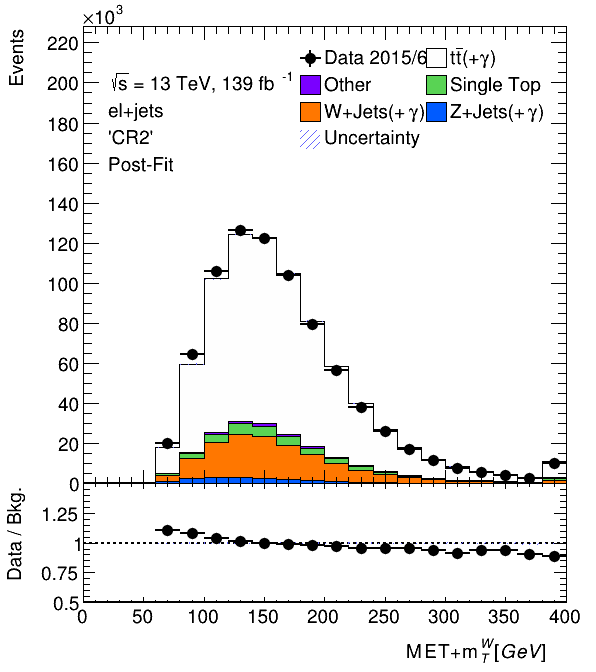 ×10³
Events
√s = 13 TeV, 139 fb⁻¹
el+jets
'CR2'
Post-Fit
Data 2015/6
tt̄(+γ)
Other
Single Top
W+Jets(+γ)
Z+Jets(+γ)
Uncertainty
220
200
180
160
140
120
100
80
60
40
20
0
Data / Bkg.
1.25
1
0.75
0.5
0 50 100 150 200 250 300 350 400
MET+m_T^W[GeV]